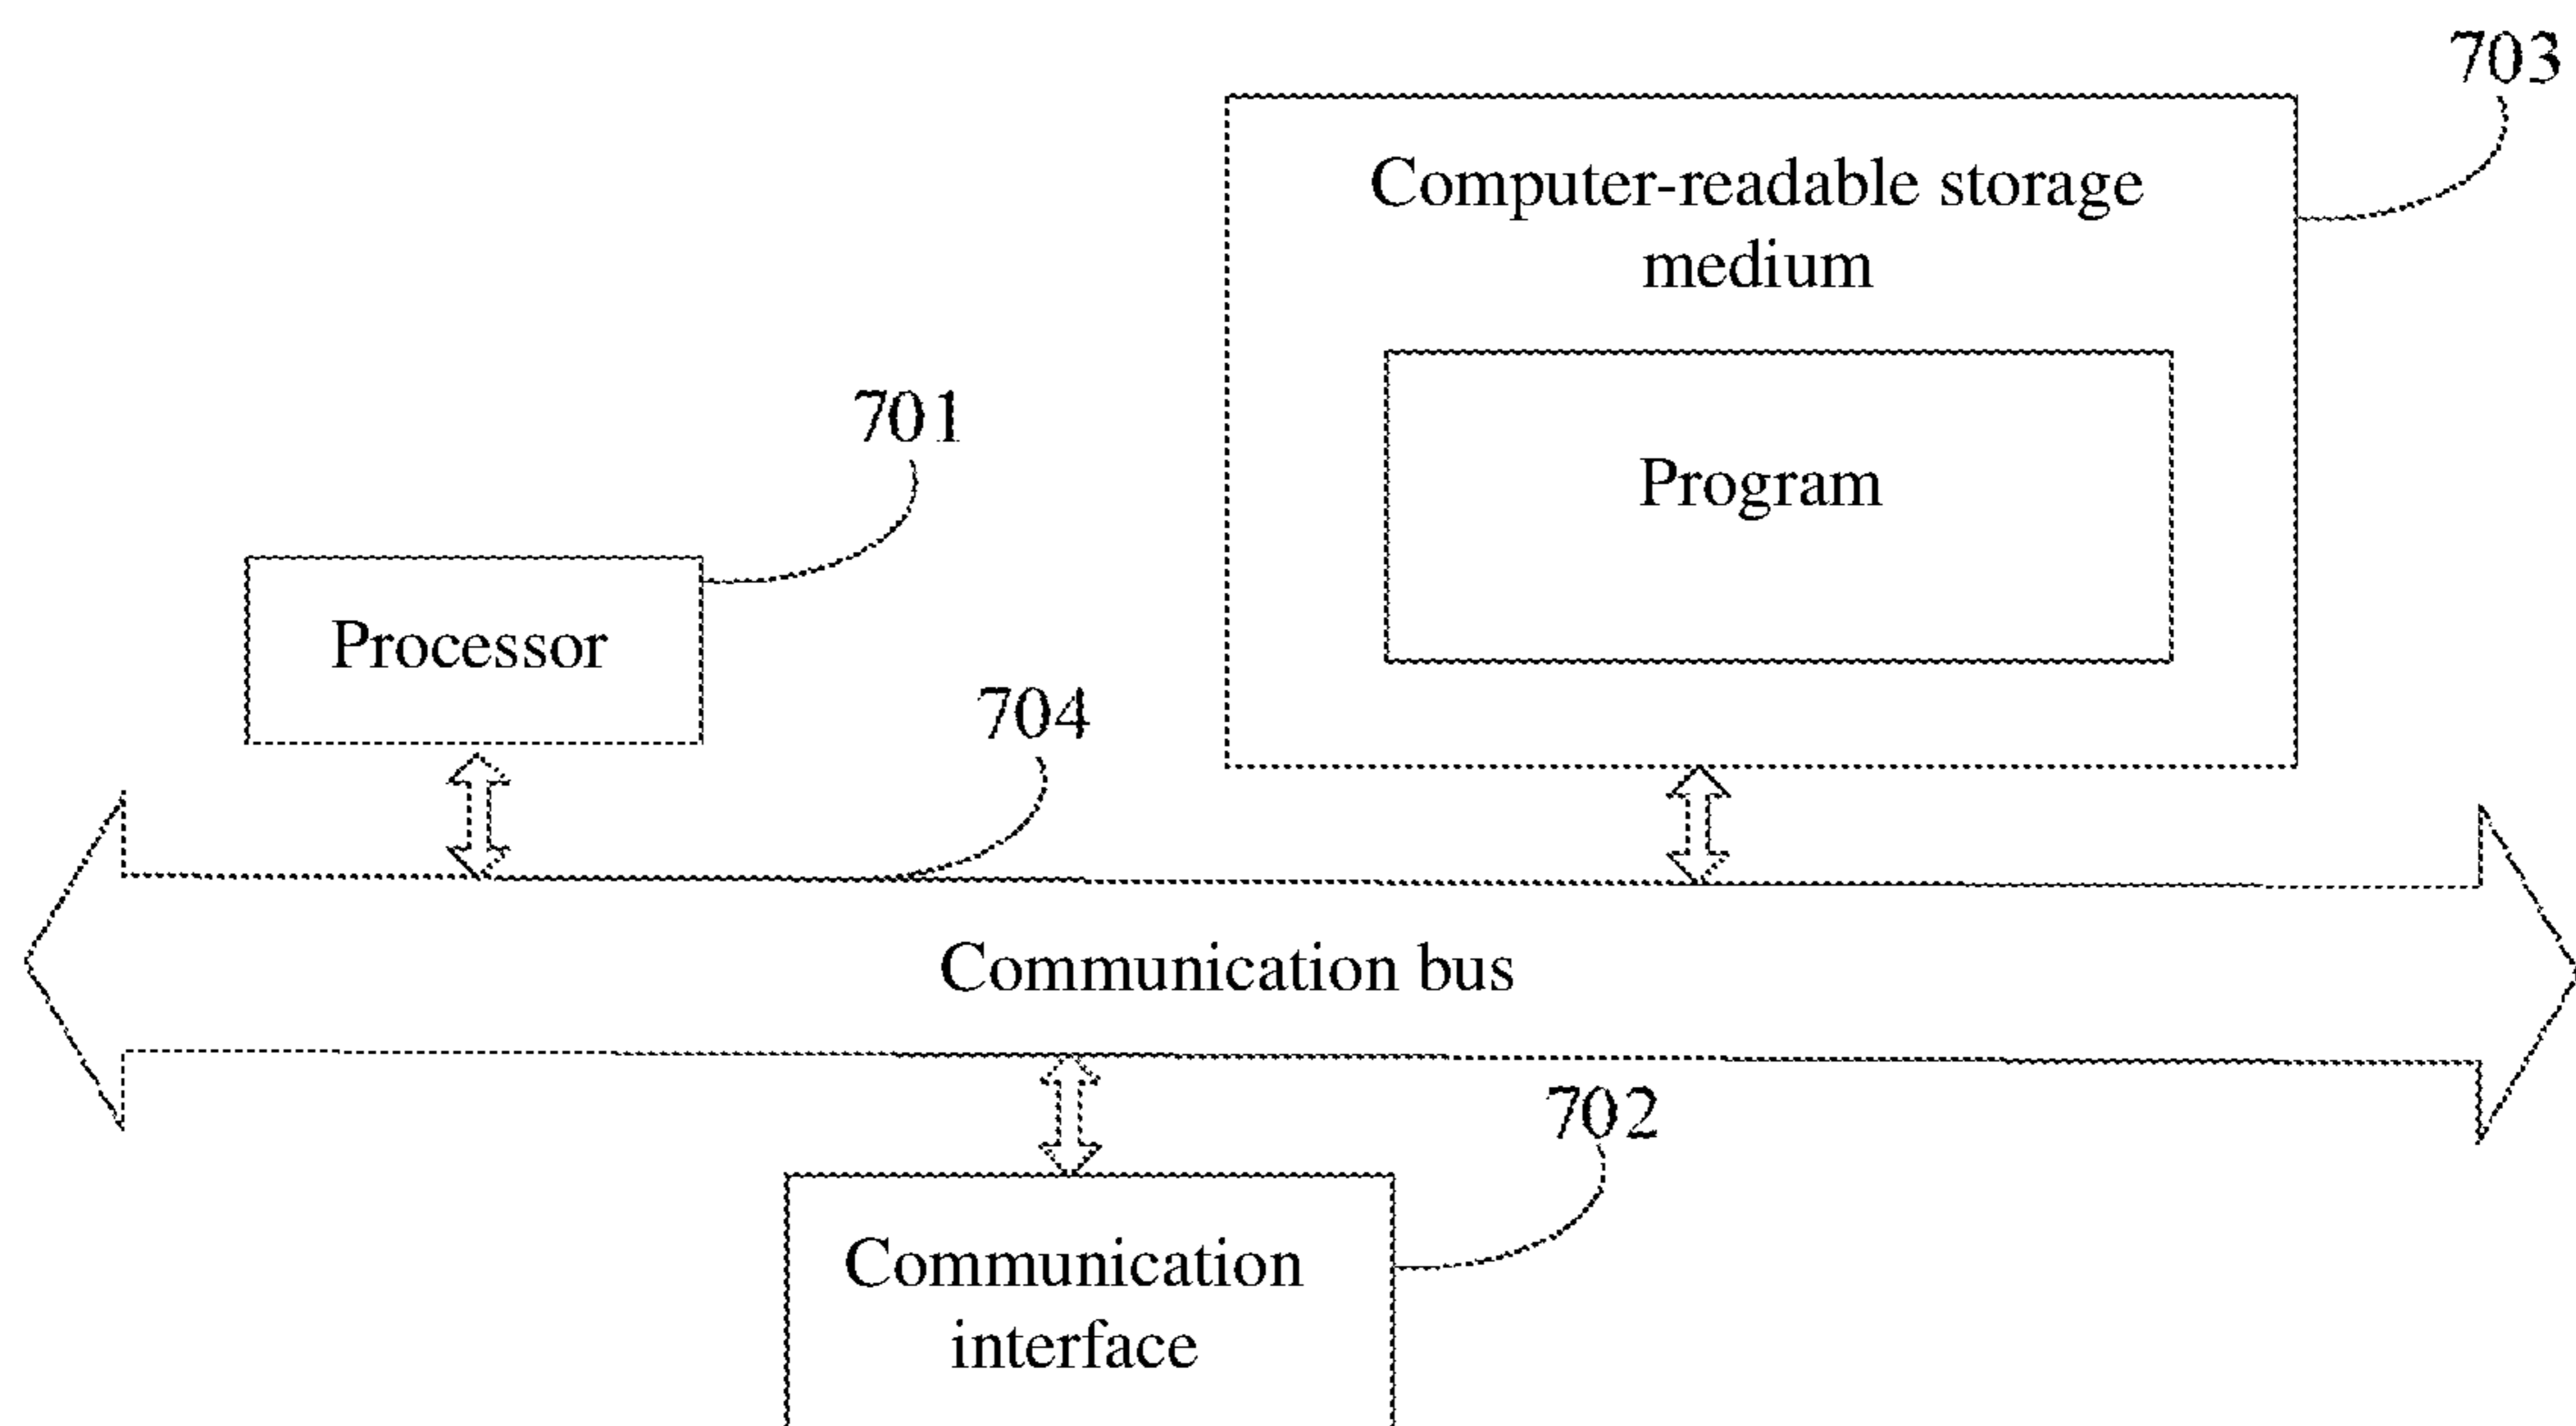 703
Computer-readable storage
medium
701
Program
Processor
704
Communication bus
702
Communication
interface